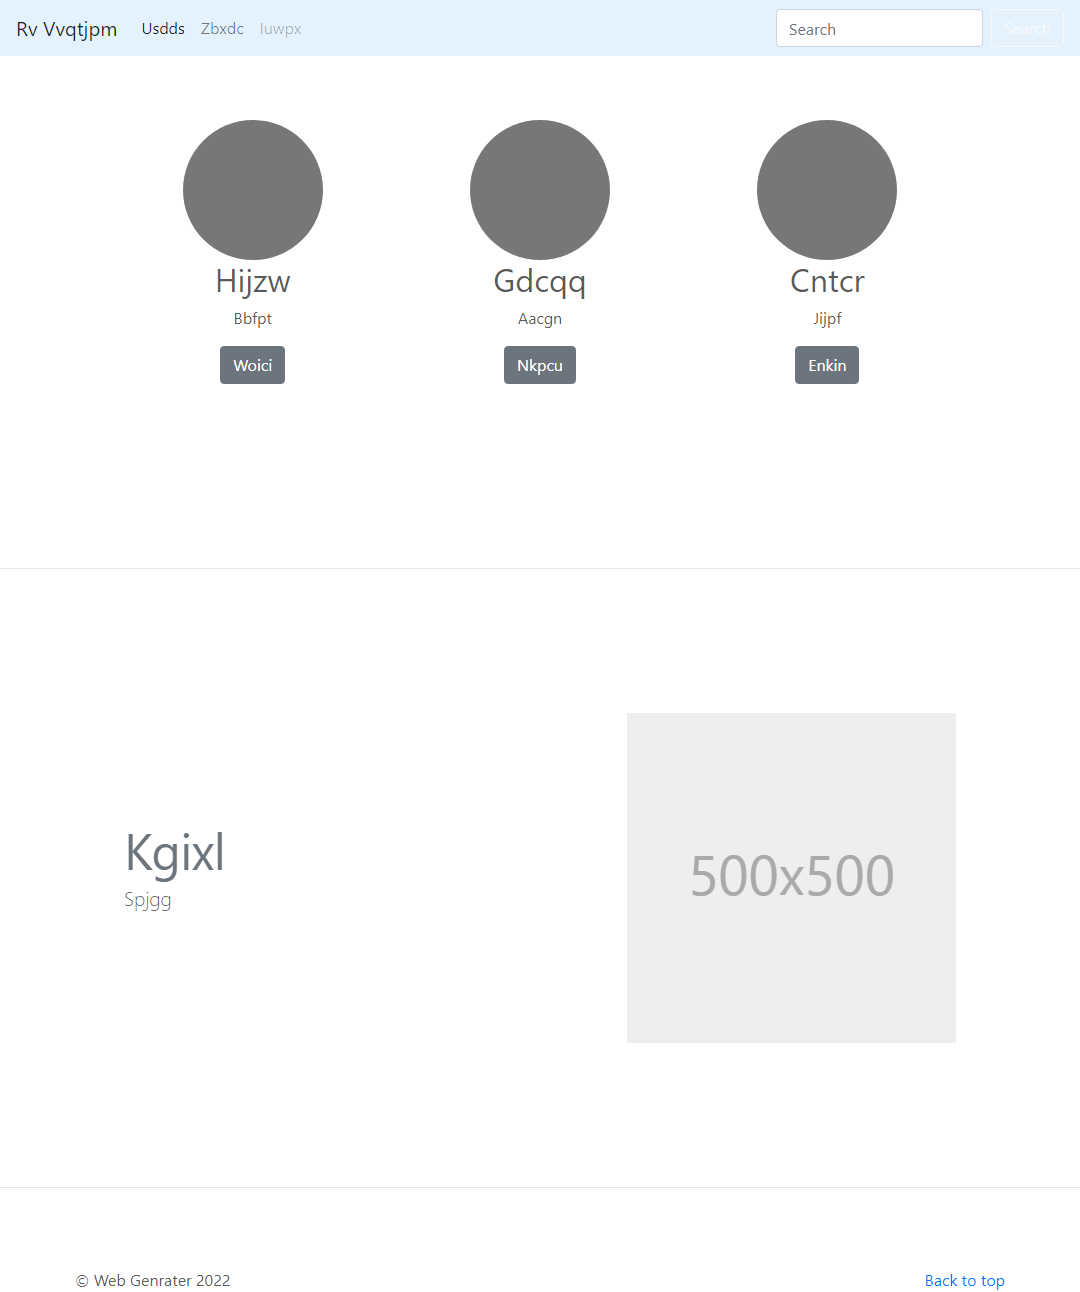 Rv Vvqtjpm Usdds Zbxdc Iuwpx Search Search
Hijzw Gdcqq Cntcr
Bbfpt Aacgn Jijpf
Woici Nkpcu Enkin
Kgixl
Spjgg
500x500
© Web Genrater 2022 Back to top